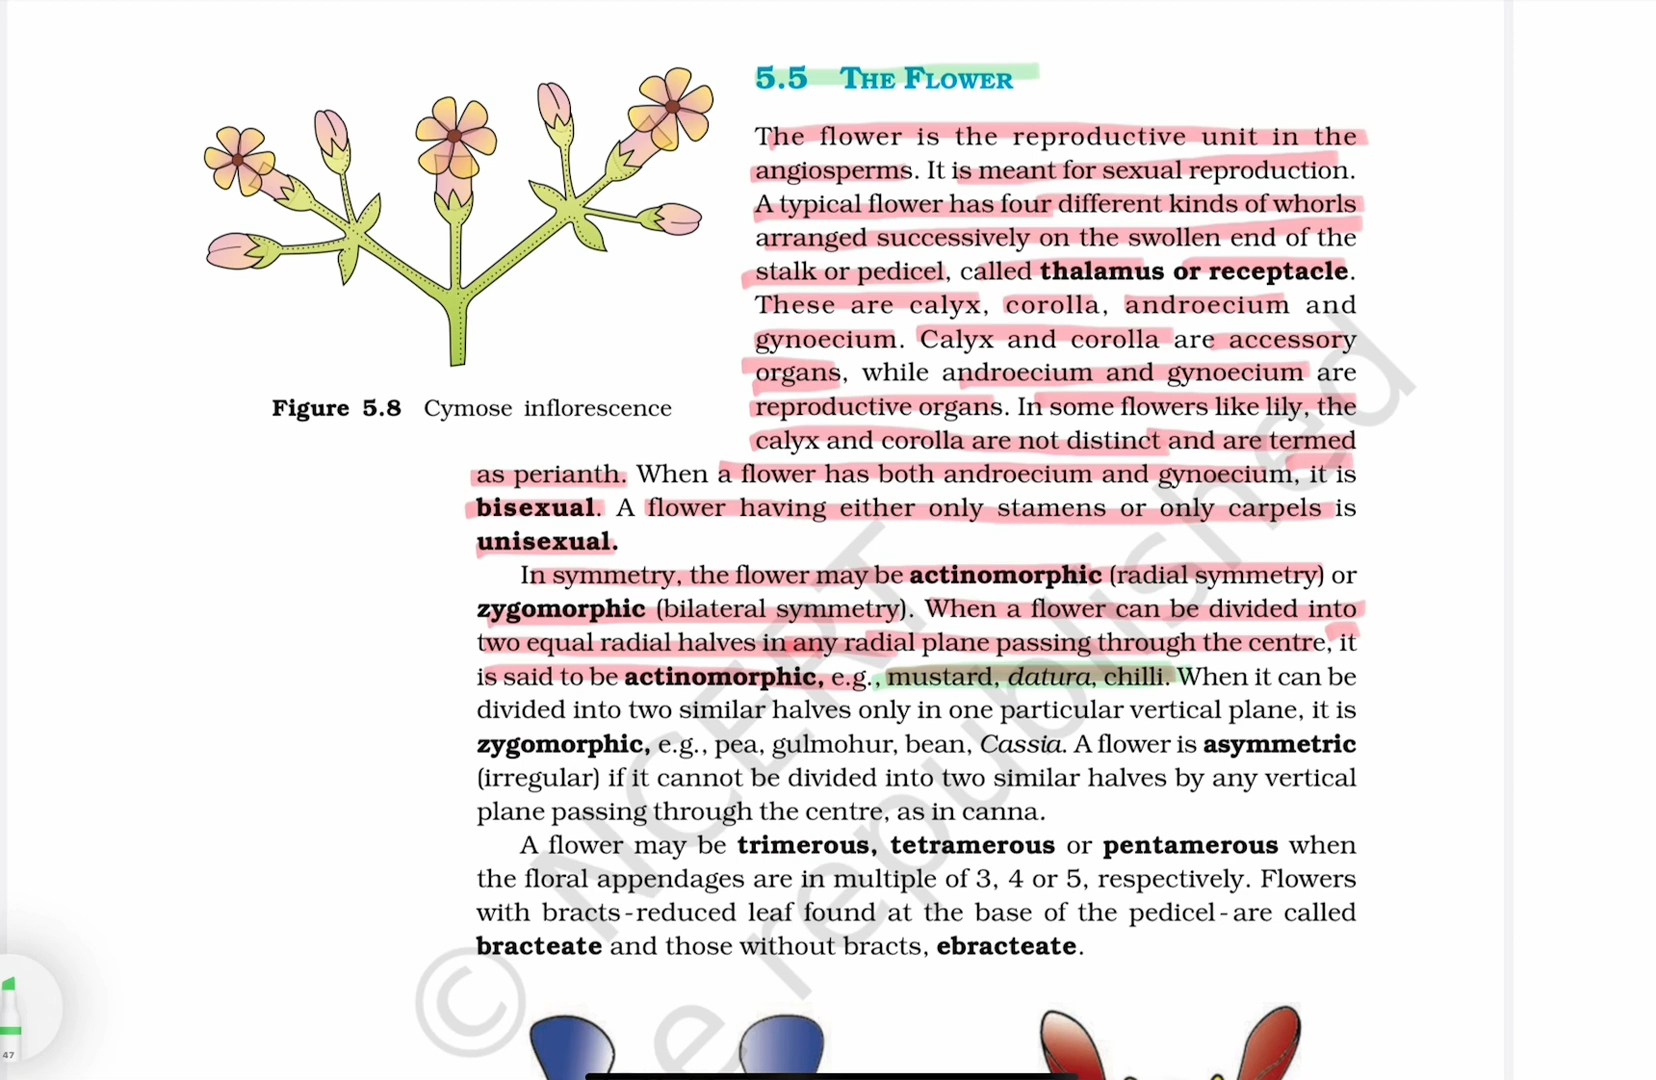 5.5 THE FLOWER
The flower is the reproductive unit in the
angiosperms. It is meant for sexual reproduction.
A typical flower has four different kinds of whorls
arranged successively on the swollen end of the
stalk or pedicel, called thalamus or receptacle.
These are calyx, corolla, androecium and
gynoecium. Calyx and corolla are accessory
organs, while androecium and gynoecium are
reproductive organs. In some flowers like lily, the
calyx and corolla are not distinct and are termed
Figure 5.8 Cymose inflorescence
as perianth. When a flower has both androecium and gynoecium, it is
bisexual. A flower having either only stamens or only carpels is
unisexual.
In symmetry, the flower may be actinomorphic (radial symmetry) or
zygomorphic (bilateral symmetry). When a flower can be divided into
two equal radial halves in any radial plane passing through the centre, it
is said to be actinomorphic, e.g., mustard, datura, chilli. When it can be
divided into two similar halves only in one particular vertical plane, it is
zygomorphic, e.g., pea, gulmohur, bean, Cassia. A flower is asymmetric
(irregular) if it cannot be divided into two similar halves by any vertical
plane passing through the centre, as in canna.
A flower may be trimerous, tetramerous or pentamerous when
the floral appendages are in multiple of 3, 4 or 5, respectively. Flowers
with bracts-reduced leaf found at the base of the pedicel-are called
bracteate and those without bracts, ebracteate.
© NCERT
e republished
47